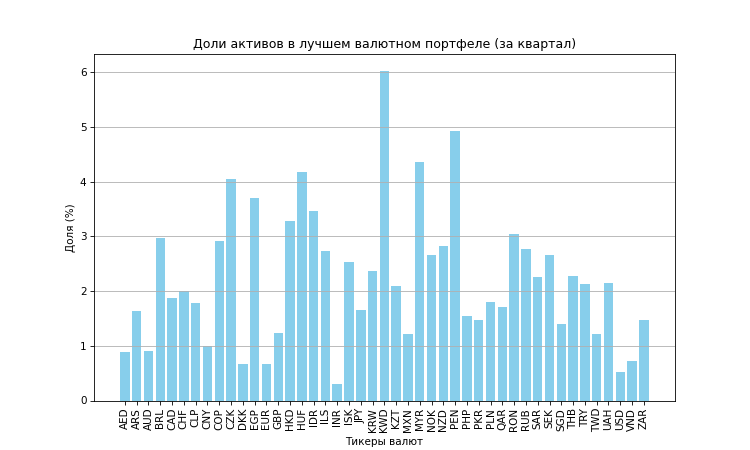 Доли активов в лучшем валютном портфеле (за квартал)
6
5
4
3
2
1
0
Доля (%)
AED ARS AUD BRL CAD CHF CLP CNY COP CZK DKK EGP EUR GBP HKD HUF IDR ILS INR ISK JPY KRW KWD KZT MXN MYR NOK NZD PEN PHP PKR PLN QAR RON RUB SAR SEK SGD THB TRY TWD UAH USD VND ZAR
Тикеры валют